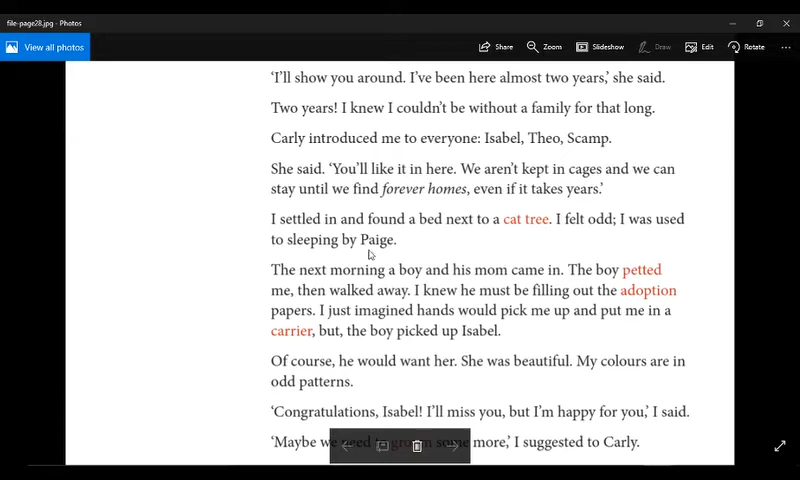 file-page28.jpg - Photos
View all photos
Share
Zoom
Slideshow
Draw
Edit
Rotate
‘I’ll show you around. I’ve been here almost two years,’ she said.
Two years! I knew I couldn’t be without a family for that long.
Carly introduced me to everyone: Isabel, Theo, Scamp.
She said. ‘You’ll like it in here. We aren’t kept in cages and we can
stay until we find forever homes, even if it takes years.’
I settled in and found a bed next to a cat tree. I felt odd; I was used
to sleeping by Paige.
The next morning a boy and his mom came in. The boy petted
me, then walked away. I knew he must be filling out the adoption
papers. I just imagined hands would pick me up and put me in a
carrier, but, the boy picked up Isabel.
Of course, he would want her. She was beautiful. My colours are in
odd patterns.
‘Congratulations, Isabel! I’ll miss you, but I’m happy for you,’ I said.
‘Maybe we need to groom some more,’ I suggested to Carly.